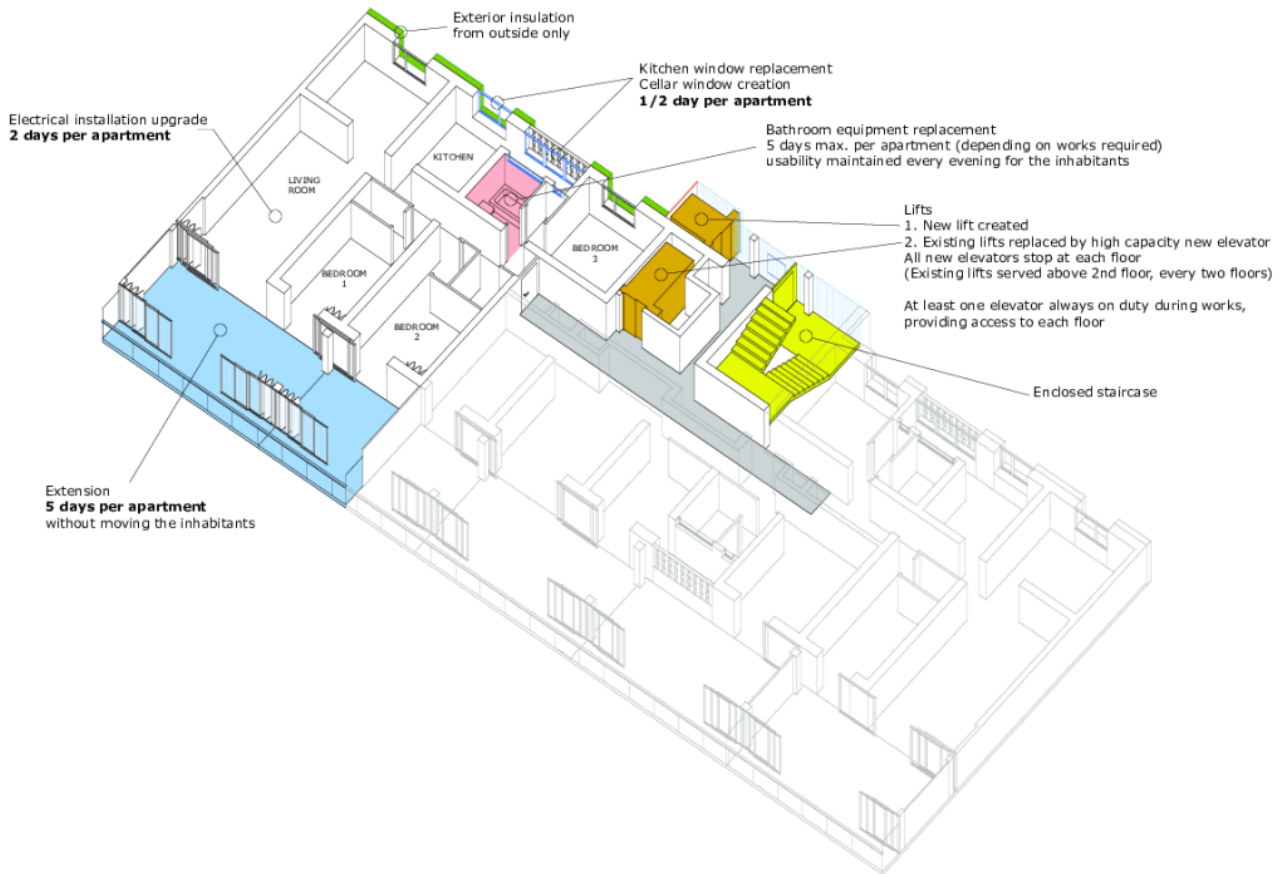 Exterior insulation
from outside only
Kitchen window replacement
Cellar window creation
1/2 day per apartment
Electrical installation upgrade
2 days per apartment
Bathroom equipment replacement
5 days max. per apartment (depending on works required)
usability maintained every evening for the inhabitants
KITCHEN
LIVING
ROOM
Lifts
1. New lift created
2. Existing lifts replaced by high capacity new elevator
All new elevators stop at each floor
(Existing lifts served above 2nd floor, every two floors)
At least one elevator always on duty during works,
providing access to each floor
BEDROOM
3
BEDROOM
1
BEDROOM
2
Enclosed staircase
Extension
5 days per apartment
without moving the inhabitants